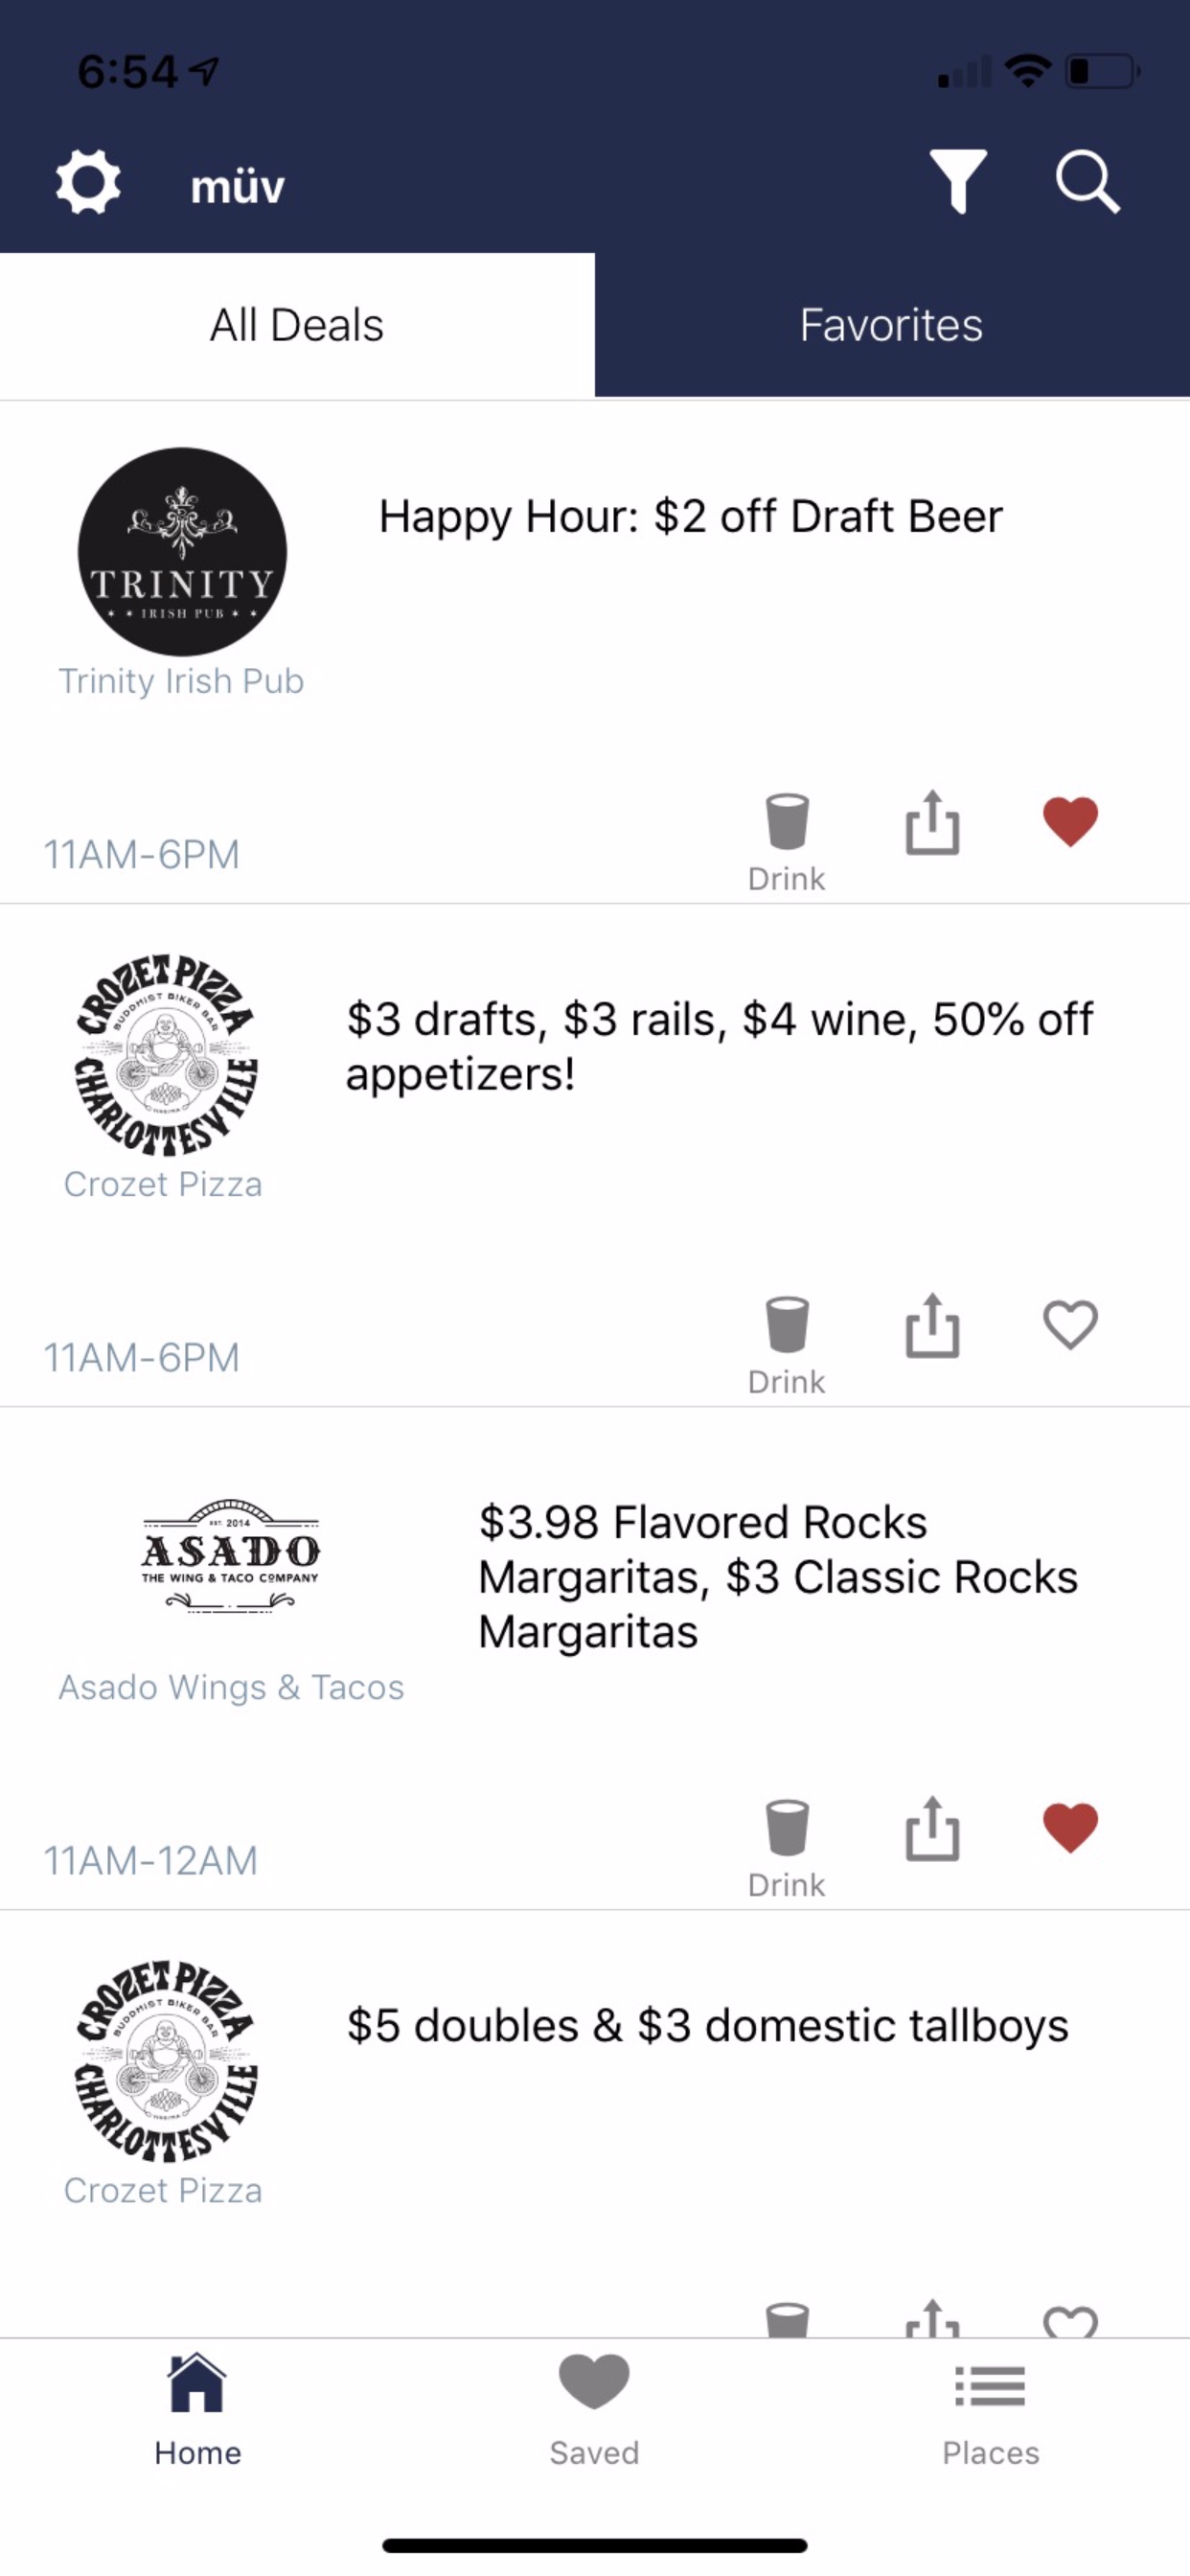 6:54
müv
All Deals
Favorites
TRINITY
* * IRISH PUB * *
Happy Hour: $2 off Draft Beer
Trinity Irish Pub
11AM-6PM
Drink
CROZET PIZZA
BUDDHIST BIKER BAR
CHARLOTTESVILLE
$3 drafts, $3 rails, $4 wine, 50% off
appetizers!
Crozet Pizza
11AM-6PM
Drink
EST. 2014
ASADO
THE WING & TACO COMPANY
$3.98 Flavored Rocks
Margaritas, $3 Classic Rocks
Margaritas
Asado Wings & Tacos
11AM-12AM
Drink
CROZET PIZZA
BUDDHIST BIKER BAR
CHARLOTTESVILLE
$5 doubles & $3 domestic tallboys
Crozet Pizza
Home
Saved
Places